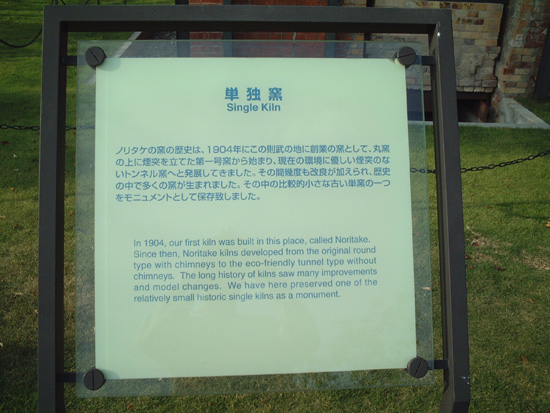 単独窯
Single Kiln
ノリタケの窯の歴史は、1904年にこの則武の地に創業の窯として、丸窯
の上に煙突を立てた第一号窯から始まり、現在の環境に優しい煙突のな
いトンネル窯へと発展してきました。その間幾度も改良が加えられ、歴史
の中で多くの窯が生まれました。その中の比較的小さな古い単窯の一つ
をモニュメントとして保存致しました。
In 1904, our first kiln was built in this place, called Noritake.
Since then, Noritake kilns developed from the original round
type with chimneys to the eco-friendly tunnel type without
chimneys. The long history of kilns saw many improvements
and model changes. We have here preserved one of the
relatively small historic single kilns as a monument.